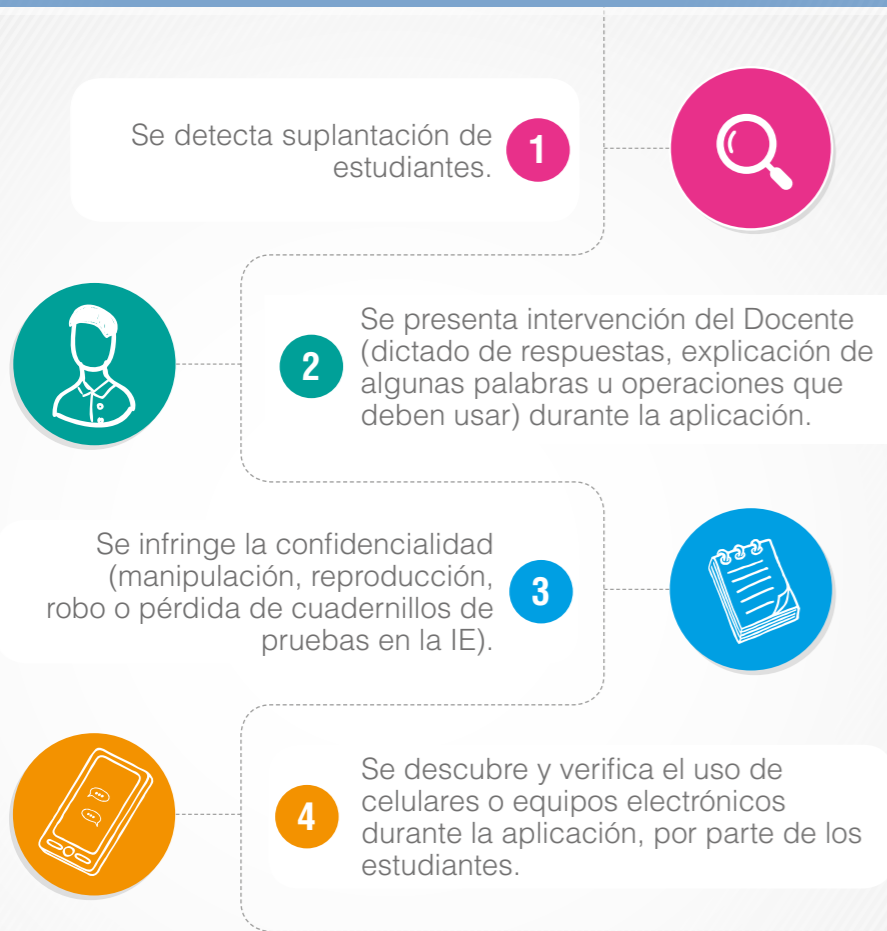 Se detecta suplantación de
estudiantes.
1
2
Se presenta intervención del Docente
(dictado de respuestas, explicación de
algunas palabras u operaciones que
deben usar) durante la aplicación.
Se infringe la confidencialidad
(manipulación, reproducción,
robo o pérdida de cuadernillos de
pruebas en la IE).
3
4
Se descubre y verifica el uso de
celulares o equipos electrónicos
durante la aplicación, por parte de los
estudiantes.